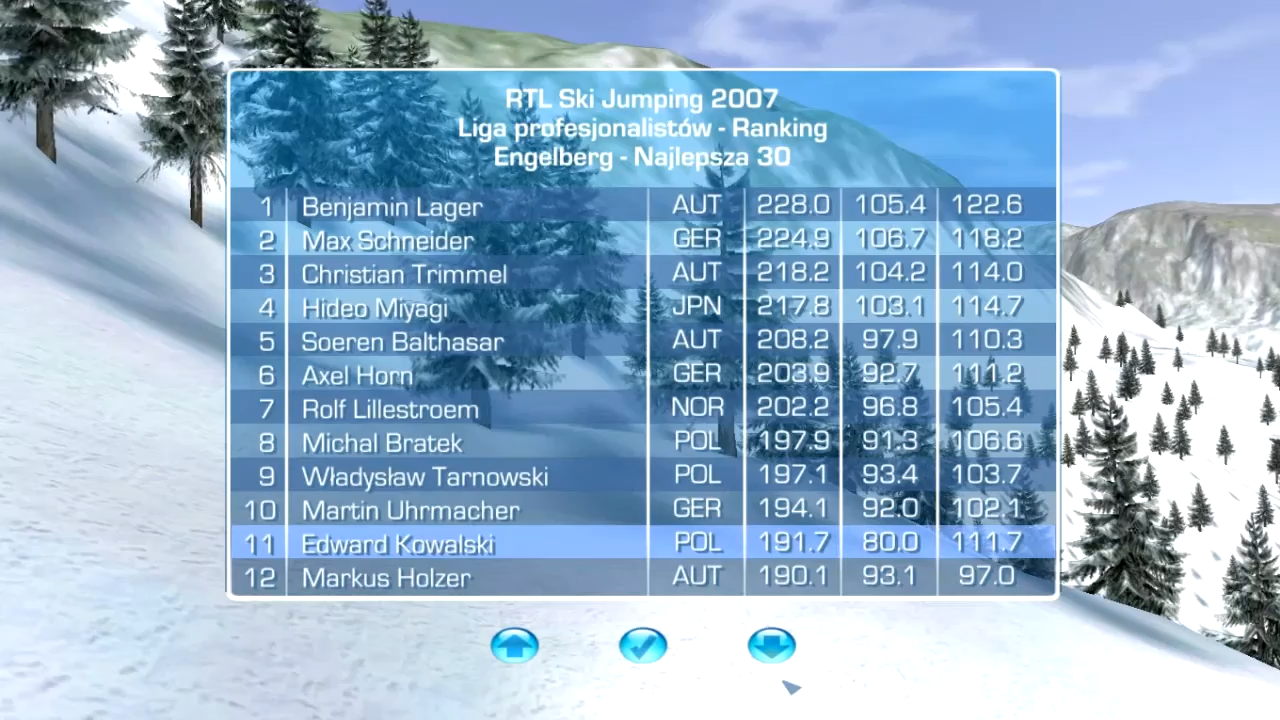 RTL Ski Jumping 2007
Liga profesjonalistów - Ranking
Engelberg - Najlepsza 30
1 Benjamin Lager AUT 228.0 105.4 122.6
2 Max Schneider GER 224.9 106.7 118.2
3 Christian Trimmel AUT 218.2 104.2 114.0
4 Hideo Miyagi JPN 217.8 103.1 114.7
5 Soeren Balthasar AUT 208.2 97.9 110.3
6 Axel Horn GER 203.9 92.7 111.2
7 Rolf Lillestroem NOR 202.2 96.8 105.4
8 Michal Bratek POL 197.9 91.3 106.6
9 Władysław Tarnowski POL 197.1 93.4 103.7
10 Martin Uhrmacher GER 194.1 92.0 102.1
11 Edward Kowalski POL 191.7 80.0 111.7
12 Markus Holzer AUT 190.1 93.1 97.0